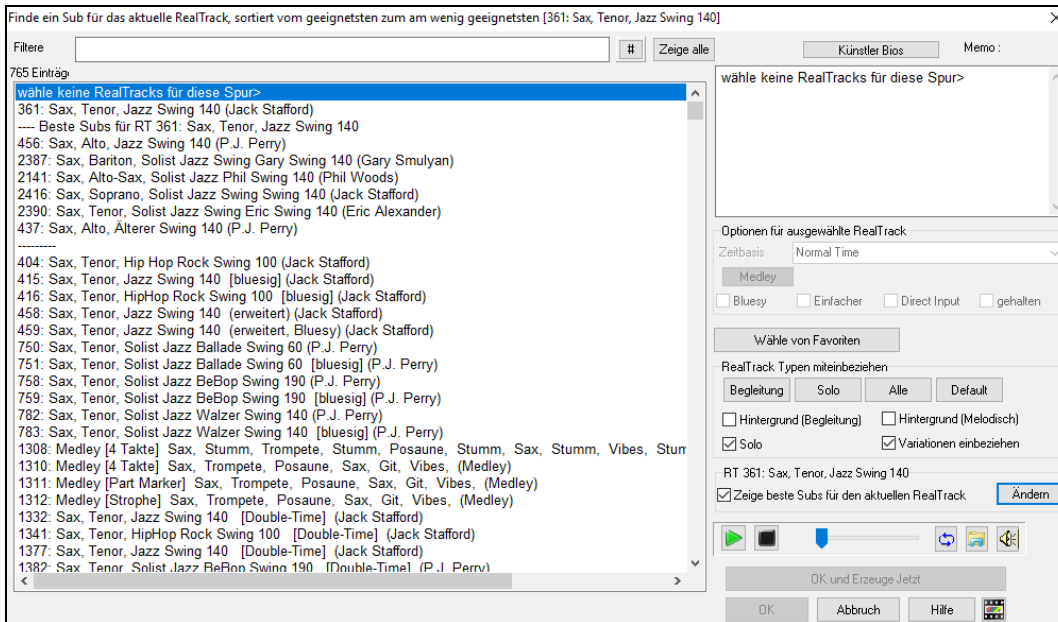 Finde ein Sub für das aktuelle RealTrack, sortiert vom geeignetsten zum am wenig geeignetsten [361: Sax, Tenor, Jazz Swing 140]
Filtere
#
Zeige alle
765 Einträge
wähle keine RealTracks für diese Spur>
361: Sax, Tenor, Jazz Swing 140 (Jack Stafford)
---- Beste Subs für RT 361: Sax, Tenor, Jazz Swing 140
456: Sax, Alto, Jazz Swing 140 (P.J. Perry)
2387: Sax, Bariton, Solist Jazz Swing Gary Swing 140 (Gary Smulyan)
2141: Sax, Alto-Sax, Solist Jazz Phil Swing 140 (Phil Woods)
2416: Sax, Soprano, Solist Jazz Swing Swing 140 (Jack Stafford)
2390: Sax, Tenor, Solist Jazz Swing Eric Swing 140 (Eric Alexander)
437: Sax, Alto, Älterer Swing 140 (P.J. Perry)
---------
404: Sax, Tenor, Hip Hop Rock Swing 100 (Jack Stafford)
415: Sax, Tenor, Jazz Swing 140 [bluesig] (Jack Stafford)
416: Sax, Tenor, HipHop Rock Swing 100 [bluesig] (Jack Stafford)
458: Sax, Tenor, Jazz Swing 140 (erweitert) (Jack Stafford)
459: Sax, Tenor, Jazz Swing 140 (erweitert, Bluesy) (Jack Stafford)
750: Sax, Tenor, Solist Jazz Ballade Swing 60 (P.J. Perry)
751: Sax, Tenor, Solist Jazz Ballade Swing 60 [bluesig] (P.J. Perry)
758: Sax, Tenor, Solist Jazz BeBop Swing 190 (P.J. Perry)
759: Sax, Tenor, Solist Jazz BeBop Swing 190 [bluesig] (P.J. Perry)
782: Sax, Tenor, Solist Jazz Walzer Swing 140 (P.J. Perry)
783: Sax, Tenor, Solist Jazz Walzer Swing 140 [bluesig] (P.J. Perry)
1308: Medley [4 Takte] Sax, Stumm, Trompete, Stumm, Posaune, Stumm, Sax, Stumm, Vibes, Stum
1310: Medley [4 Takte] Sax, Trompete, Posaune, Sax, Git, Vibes, (Medley)
1311: Medley [Part Marker] Sax, Trompete, Posaune, Sax, Git, Vibes, (Medley)
1312: Medley [Strophe] Sax, Trompete, Posaune, Sax, Git, Vibes, (Medley)
1332: Sax, Tenor, Jazz Swing 140 [Double-Time] (Jack Stafford)
1341: Sax, Tenor, HipHop Rock Swing 100 [Double-Time] (Jack Stafford)
1377: Sax, Tenor, Jazz Swing 140 [Double-Time] (Jack Stafford)
1382: Sax, Tenor, Solist Jazz BeBop Swing 190 [Double-Time] (P.J. Perry)
Künstler Bios
Memo :
wähle keine RealTracks für diese Spur>
Optionen für ausgewählte RealTrack
Zeitbasis
Normal Time
Medley
Bluesy
Einfacher
Direct Input
gehalten
Wähle von Favoriten
RealTrack Typen miteinbeziehen
Begleitung
Solo
Alle
Default
Hintergrund (Begleitung)
Hintergrund (Melodisch)
Solo
Variationen einbeziehen
RT 361: Sax, Tenor, Jazz Swing 140
Zeige beste Subs für den aktuellen RealTrack
Ändern
OK und Erzeuge Jetzt
OK
Abbruch
Hilfe